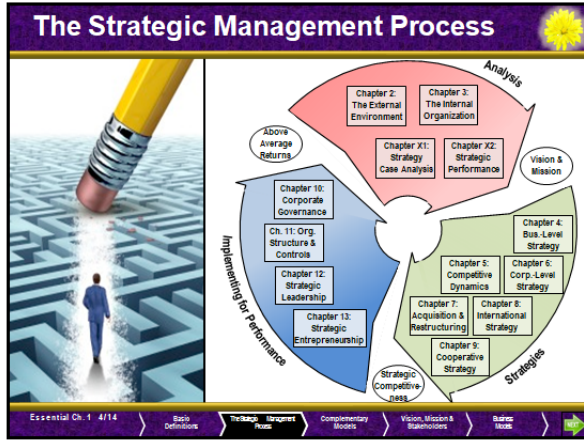 The Strategic Management Process
Analysis
Chapter 2:
The External
Environment
Chapter 3:
The Internal
Organization
Chapter X1:
Strategy
Case Analysis
Chapter X2:
Strategic
Performance
Above
Average
Returns
Vision &
Mission
Chapter 10:
Corporate
Governance
Ch. 11: Org.
Structure &
Controls
Chapter 12:
Strategic
Leadership
Chapter 13:
Strategic
Entrepreneurship
Implementing for Performance
Chapter 4:
Bus.-Level
Strategy
Chapter 5:
Competitive
Dynamics
Chapter 6:
Corp.-Level
Strategy
Chapter 7:
Acquisition &
Restructuring
Chapter 8:
International
Strategy
Chapter 9:
Cooperative
Strategy
Strategies
Strategic
Competitive-
ness
Essential Ch. 1 4/14
Basic
Definitions
The Strategic Management
Process
Complementary
Models
Vision, Mission &
Stakeholders
Business
Models
NEXT